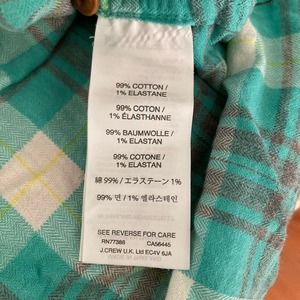 99% COTTON /
1% ELASTANE
99% COTON /
1% ÉLASTHANNE
99% BAUMWOLLE /
1% ELASTAN
99% COTONE /
1% ELASTAN
綿 99% / エラステーン 1%
99% 면 / 1% 엘라스테인
SEE REVERSE FOR CARE
RN77388 CA56445
J.CREW U.K. Ltd EC4V 6JA